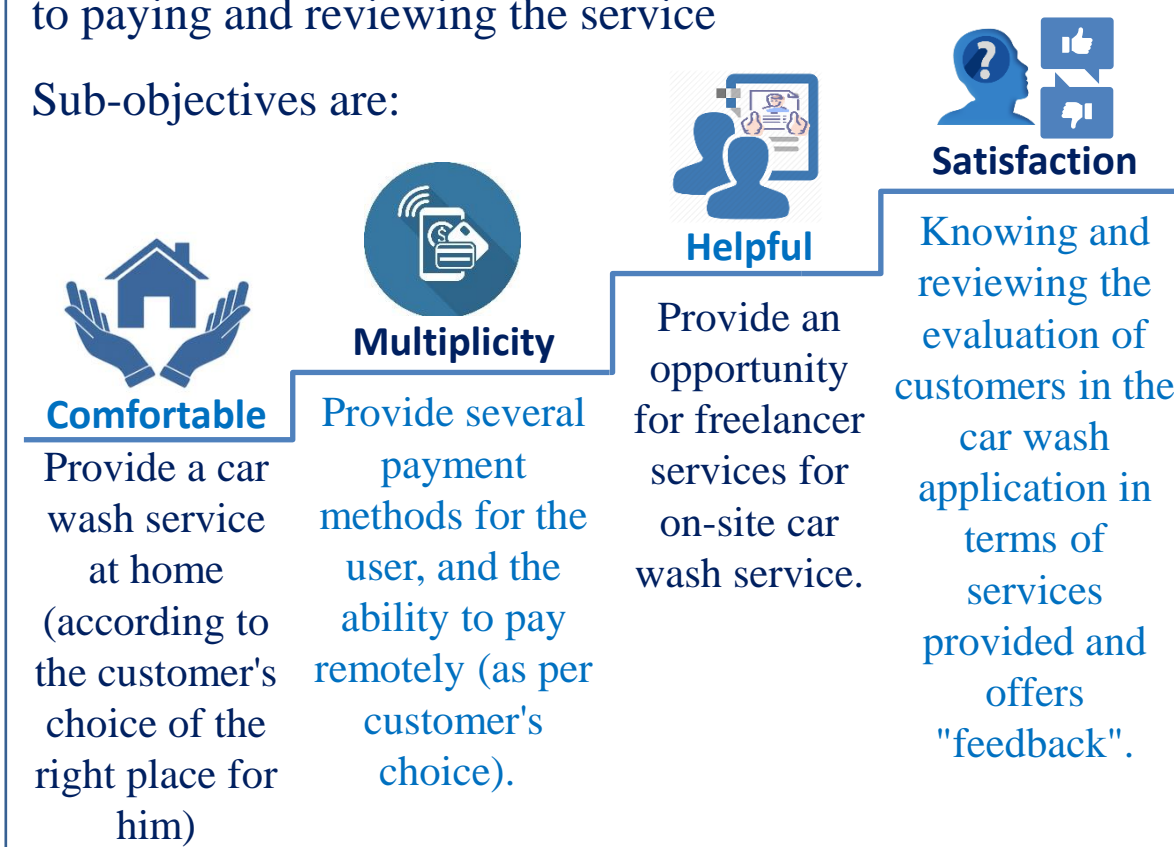 to paying and reviewing the service
Sub-objectives are:
Comfortable
Provide a car
wash service
at home
(according to
the customer's
choice of the
right place for
him)
Multiplicity
Provide several
payment
methods for the
user, and the
ability to pay
remotely (as per
customer's
choice).
Helpful
Provide an
opportunity
for freelancer
services for
on-site car
wash service.
Satisfaction
Knowing and
reviewing the
evaluation of
customers in the
car wash
application in
terms of
services
provided and
offers
"feedback".